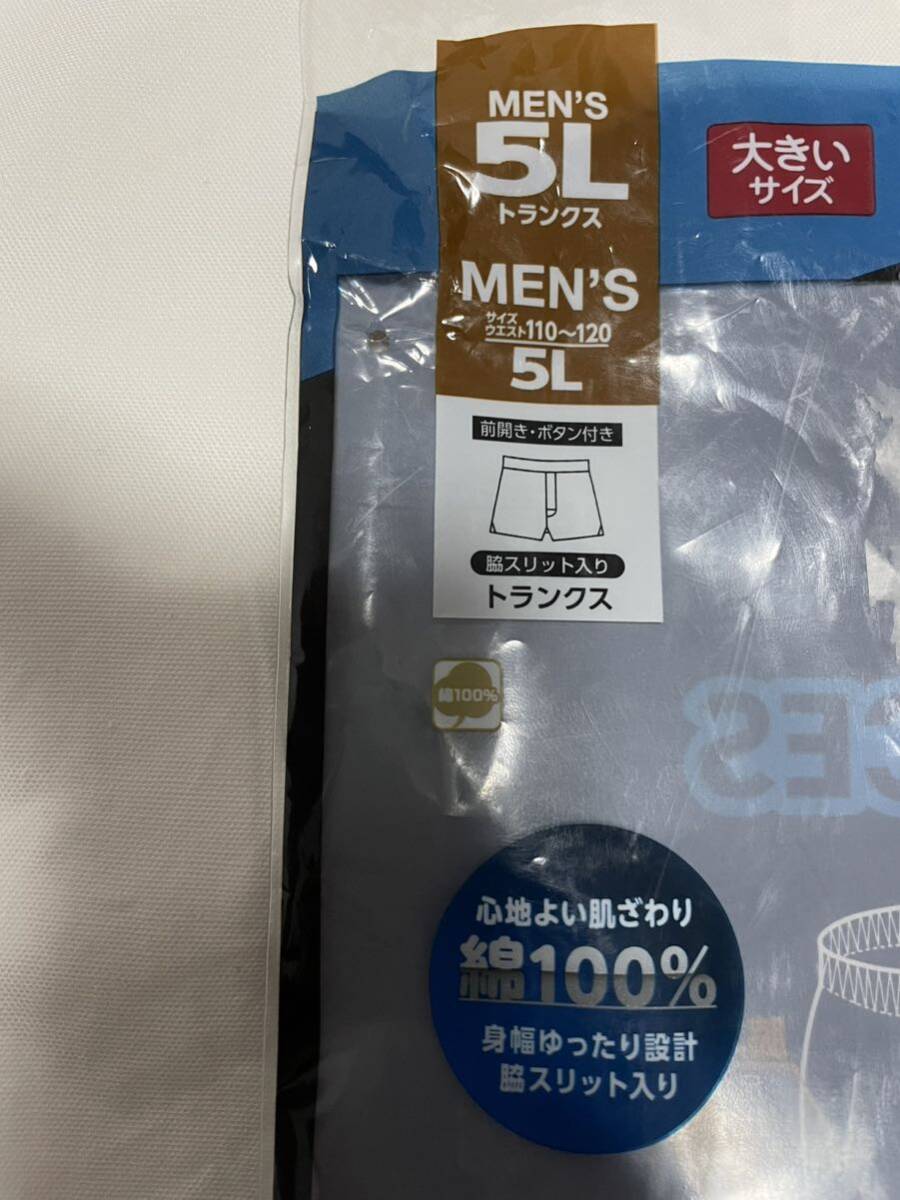 MEN'S
5L
トランクス
大きい
サイズ
MEN'S
サイズ
ウエスト110〜120
5L
前開き・ボタン付き
脇スリット入り
トランクス
綿100%
心地よい肌ざわり
綿100%
身幅ゆったり設計
脇スリット入り